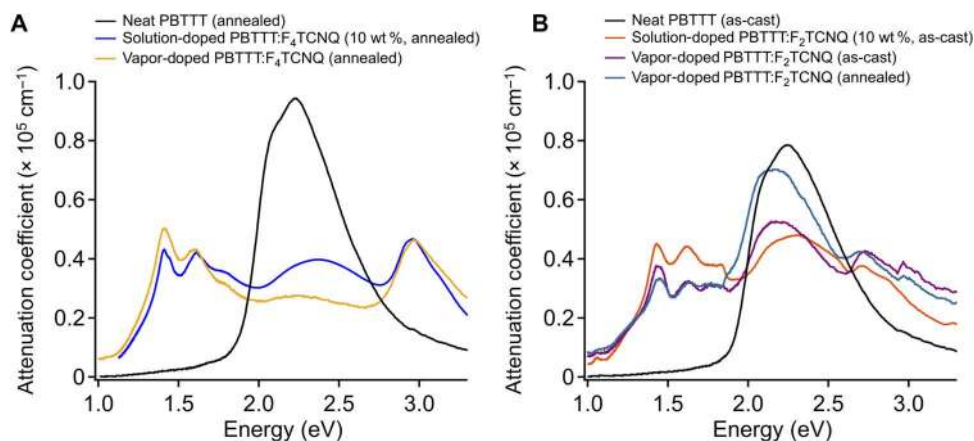 A
Neat PBTTT (annealed)
Solution-doped PBTTT:F₄TCNQ (10 wt %, annealed)
Vapor-doped PBTTT:F₄TCNQ (annealed)
Attenuation coefficient (× 10⁵ cm⁻¹)
1.0
0.8
0.6
0.4
0.2
0
1.0
1.5
2.0
2.5
3.0
Energy (eV)
B
Neat PBTTT (as-cast)
Solution-doped PBTTT:F₂TCNQ (10 wt %, as-cast)
Vapor-doped PBTTT:F₂TCNQ (as-cast)
Vapor-doped PBTTT:F₂TCNQ (annealed)
Attenuation coefficient (× 10⁵ cm⁻¹)
1.0
0.8
0.6
0.4
0.2
0
1.0
1.5
2.0
2.5
3.0
Energy (eV)